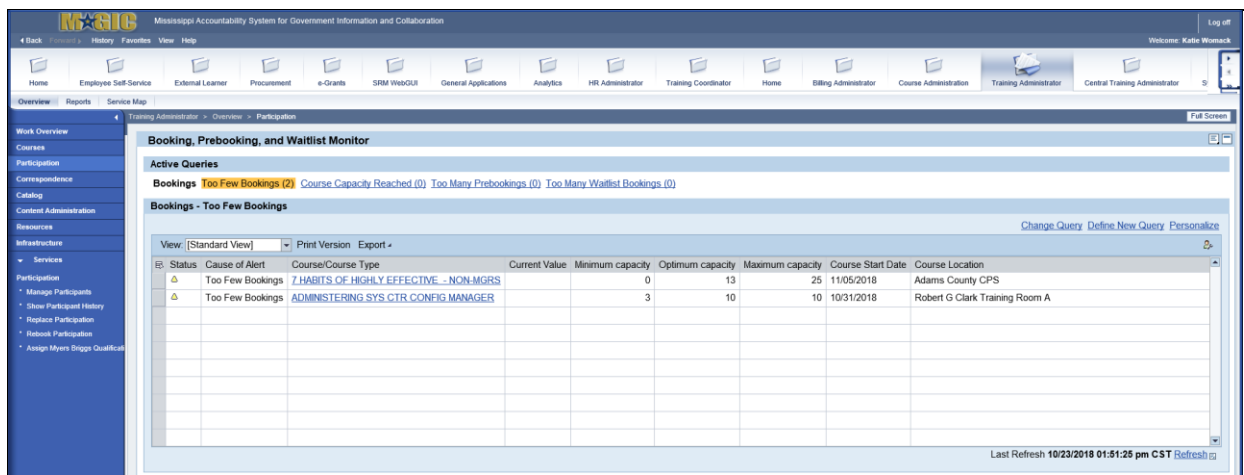 MAGIC Mississippi Accountability System for Government Information and Collaboration Log off
Back Forward History Favorites View Help Welcome: Katie Womack
Home Employee Self-Service External Learner Procurement e-Grants SRM WebGUI General Applications Analytics HR Administrator Training Coordinator Home Billing Administrator Course Administration Training Administrator Central Training Administrator S
Overview Reports Service Map
Training Administrator > Overview > Participation Full Screen
Work Overview
Courses
Participation
Correspondence
Catalog
Content Administration
Resources
Infrastructure
Services
Participation
• Manage Participants
• Show Participant History
• Replace Participation
• Rebook Participation
• Assign Myers Briggs Qualificati
Booking, Prebooking, and Waitlist Monitor
Active Queries
Bookings Too Few Bookings (2) Course Capacity Reached (0) Too Many Prebookings (0) Too Many Waitlist Bookings (0)
Bookings - Too Few Bookings
Change Query Define New Query Personalize
View: [Standard View] Print Version Export
Status Cause of Alert Course/Course Type Current Value Minimum capacity Optimum capacity Maximum capacity Course Start Date Course Location
Too Few Bookings 7 HABITS OF HIGHLY EFFECTIVE - NON-MGRS 0 13 25 11/05/2018 Adams County CPS
Too Few Bookings ADMINISTERING SYS CTR CONFIG MANAGER 3 10 10 10/31/2018 Robert G Clark Training Room A
Last Refresh 10/23/2018 01:51:25 pm CST Refresh